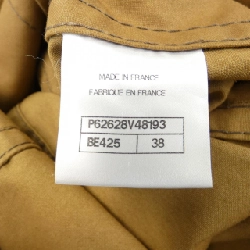 MADE IN FRANCE
FABRIQUE EN FRANCE
P62628V48193
BE425 38